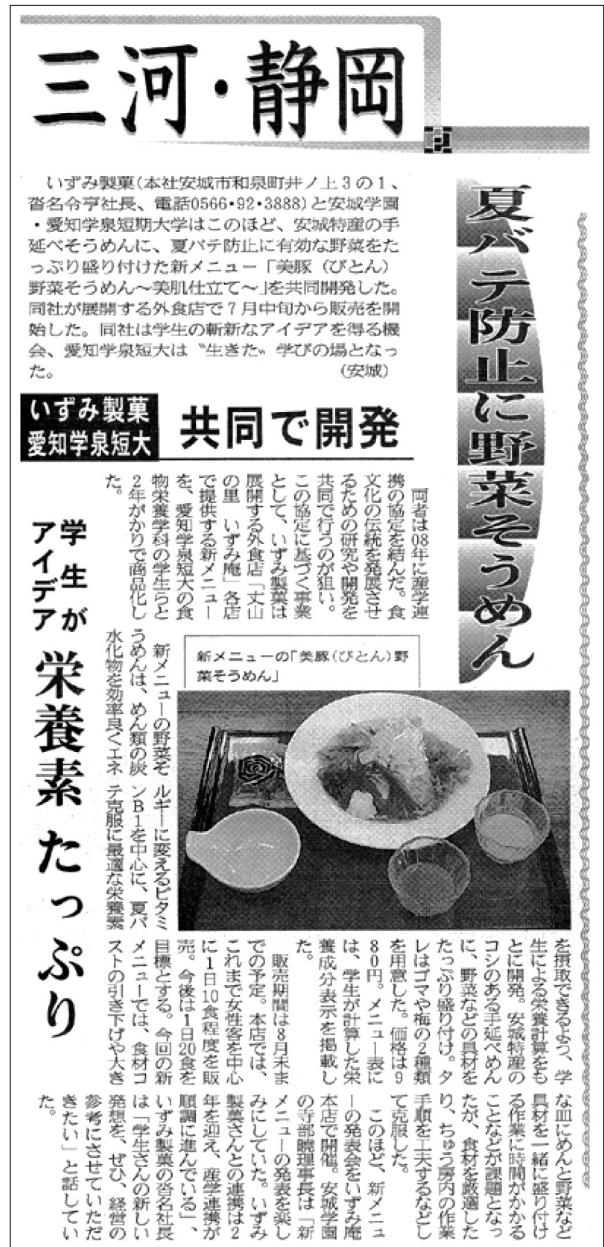 三河・静岡
夏バテ防止に野菜そうめん
いずみ製菓(本社安城市和泉町井ノ上3の1、
沓名令亨社長、電話0566・92・3888)と安城学園
・愛知学泉短期大学はこのほど、安城特産の手
延べそうめんに、夏バテ防止に有効な野菜をた
っぷり盛り付けた新メニュー「美豚(びとん)
野菜そうめん~美肌仕立て~」を共同開発した。
同社が展開する外食店で7月中旬から販売を開
始した。同社は学生の斬新なアイデアを得る機
会、愛知学泉短大は〝生きた〟学びの場となっ
た。 (安城)
いずみ製菓
愛知学泉短大
共同で開発
学生が
アイデア
栄養素たっぷり
両者は08年に産学連
携の協定を結んだ。食
文化の伝統を発展させ
るための研究や開発を
共同で行うのが狙い。
この協定に基づく事業
として、いずみ製菓は
展開する外食店「丈山
の里 いずみ庵」各店
で提供する新メニュー
を、愛知学泉短大の食
物栄養学科の学生らと
2年がかりで商品化し
た。
新メニューの野菜そ
うめんは、めん類の炭
水化物を効率良くエネ
ルギーに変えるビタミ
ンB1を中心に、夏バ
テ克服に最適な栄養素
新メニューの「美豚(びとん)野
菜そうめん」
を摂取できるよう、学
生による栄養計算をも
とに開発。安城特産の
コシのある手延べめん
に、野菜などの具材を
たっぷり盛り付け。タ
レはゴマや梅の2種類
を用意した。価格は9
80円。メニュー表に
は、学生が計算した栄
養成分表示を掲載し
た。
販売期間は8月末ま
での予定。本店では、
これまで女性客を中心
に1日10食程度を販
売。今後は1日20食を
目標とする。今回の新
メニューでは、食材コ
ストの引き下げや大き
な皿にめんと野菜など
具材を一緒に盛り付け
る作業に時間がかかる
ことなどが課題となっ
たが、食材を厳選した
り、ちゅう房内の作業
手順を工夫するなどし
て克服した。
このほど、新メニュ
ーの発表会をいずみ庵
本店で開催。安城学園
の寺部曉理事長は「新
メニューの発表を楽し
みにしていた。いずみ
製菓さんとの連携は2
年を迎え、産学連携が
順調に進んでいる」、
いずみ製菓の沓名社長
は「学生さんの新しい
発想を、ぜひ、経営の
参考にさせていただ
きたい」と話してい
た。